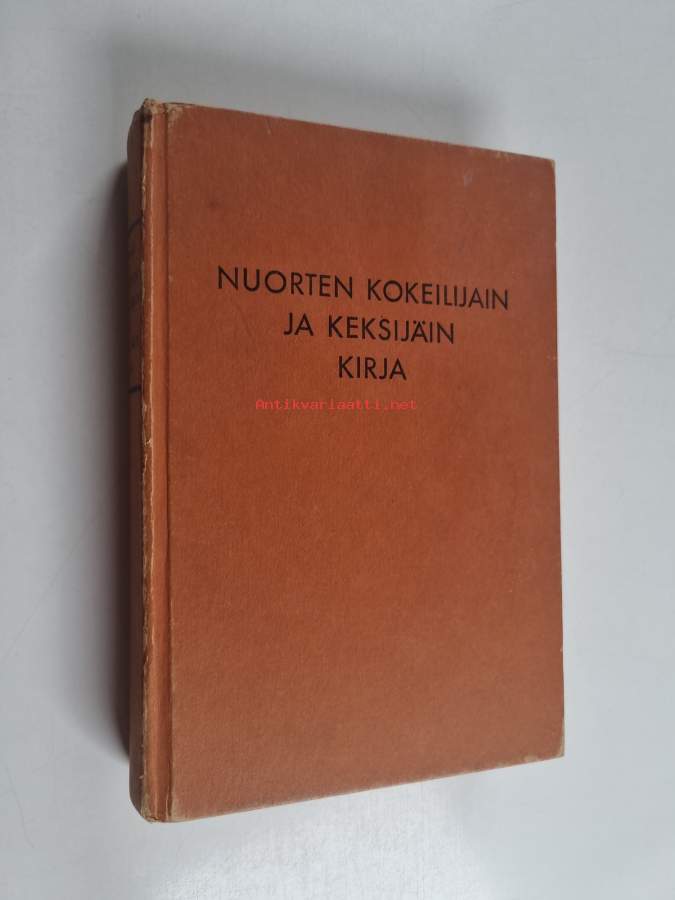 NUORTEN KOKEILIJAIN
JA KEKSIJÄIN
KIRJA
Antikvariaatti.net